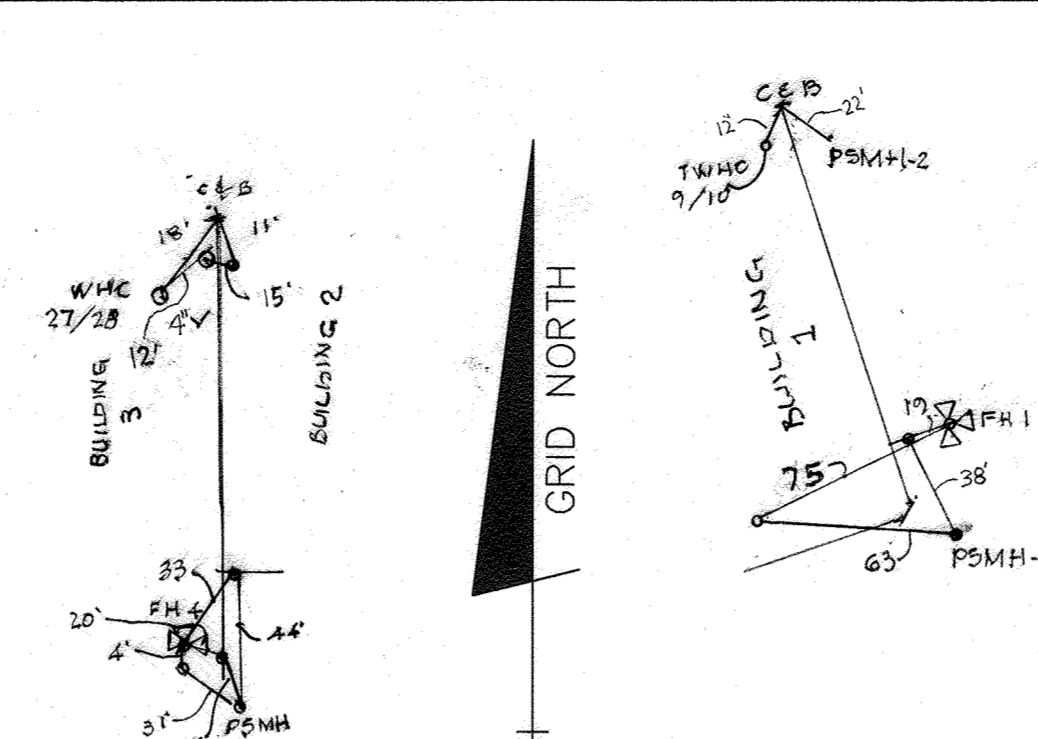 C & B
12'
22'
PSMH-2
TWHC
9/10
BUILDING
1
19'
FH 1
757
38'
63'
PSMH-
C & B
18'
11'
WHC
27/28
4"
15'
12'
BUILDING
3
BUILDING 2
GRID NORTH
33
FH 4
20'
4'
44'
31'
PSMH